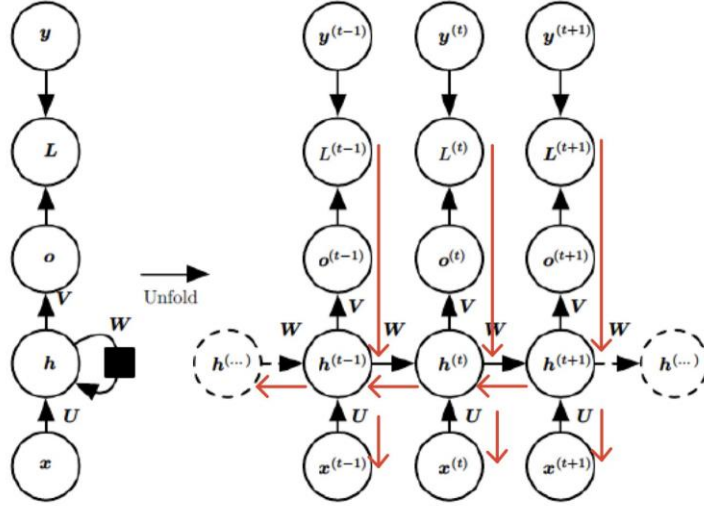 y y^(t−1) y^(t) y^(t+1)
L L^(t−1) L^(t) L^(t+1)
o o^(t−1) o^(t) o^(t+1)
Unfold
V V V V
W W W W W
h h^(...) h^(t−1) h^(t) h^(t+1) h^(...)
U U U U
x x^(t−1) x^(t) x^(t+1)